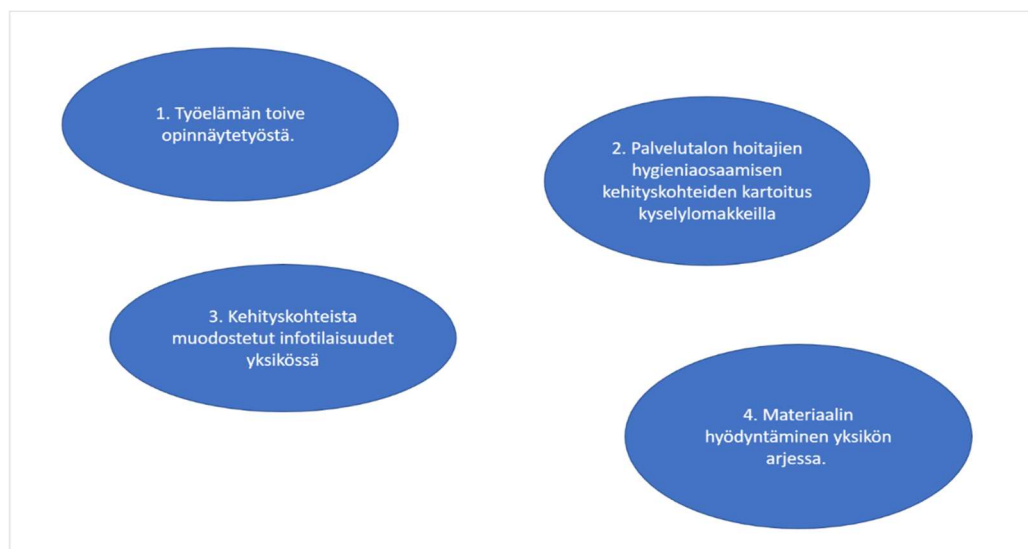 1. Työelämän toive
opinnäytetyöstä.
2. Palvelutalon hoitajien
hygieniaosaamisen
kehityskohteiden kartoitus
kyselylomakkeilla
3. Kehityskohteista
muodostetut infotilaisuudet
yksikössä
4. Materiaalin
hyödyntäminen yksikön
arjessa.